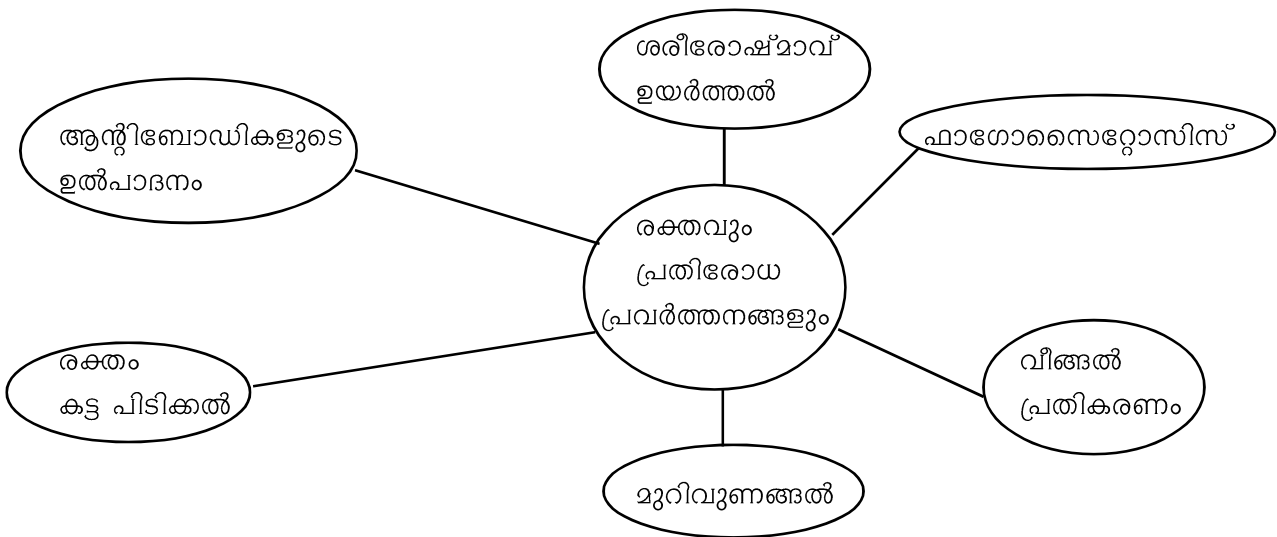 ശരീരോഷ്മാവ്
ഉയർത്തൽ
ആന്റിബോഡികളുടെ
ഉൽപാദനം
ഫാഗോസൈറ്റോസിസ്
രക്തവും
പ്രതിരോധ
പ്രവർത്തനങ്ങളും
രക്തം
കട്ട പിടിക്കൽ
വീങ്ങൽ
പ്രതികരണം
മുറിവുണങ്ങൽ